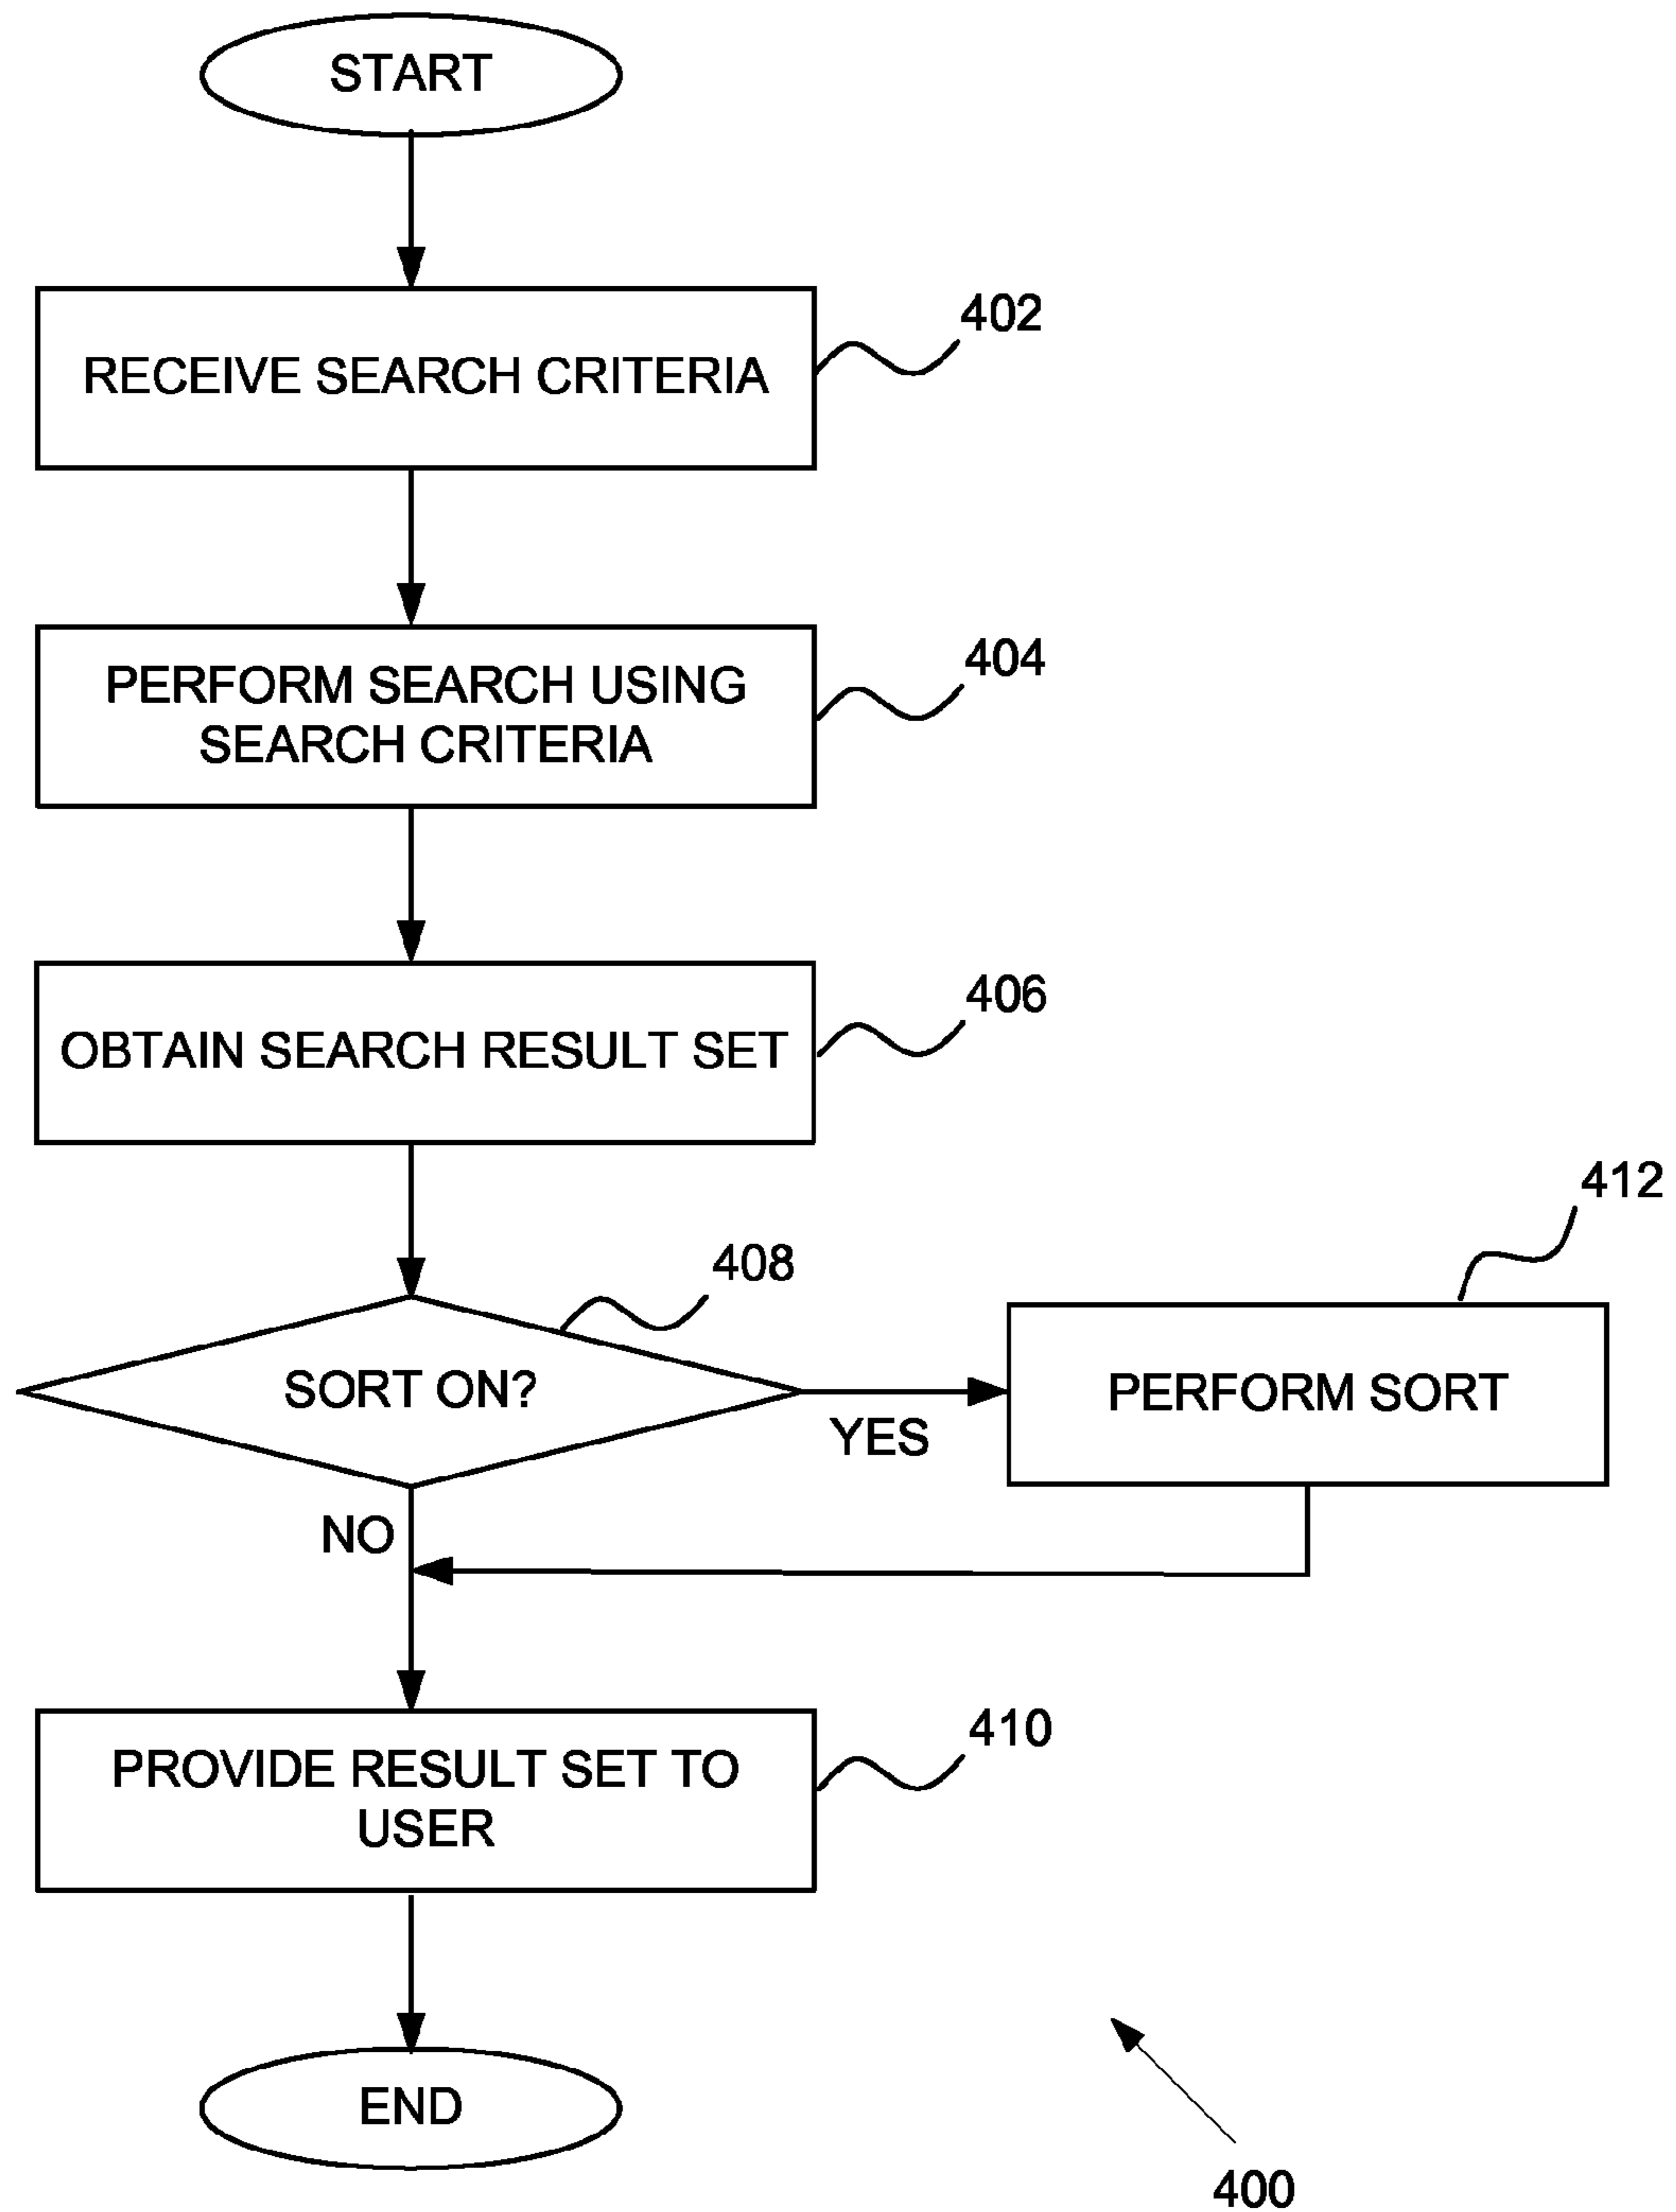 START
RECEIVE SEARCH CRITERIA
402
PERFORM SEARCH USING
SEARCH CRITERIA
404
OBTAIN SEARCH RESULT SET
406
408
412
SORT ON?
YES
PERFORM SORT
NO
PROVIDE RESULT SET TO
USER
410
END
400